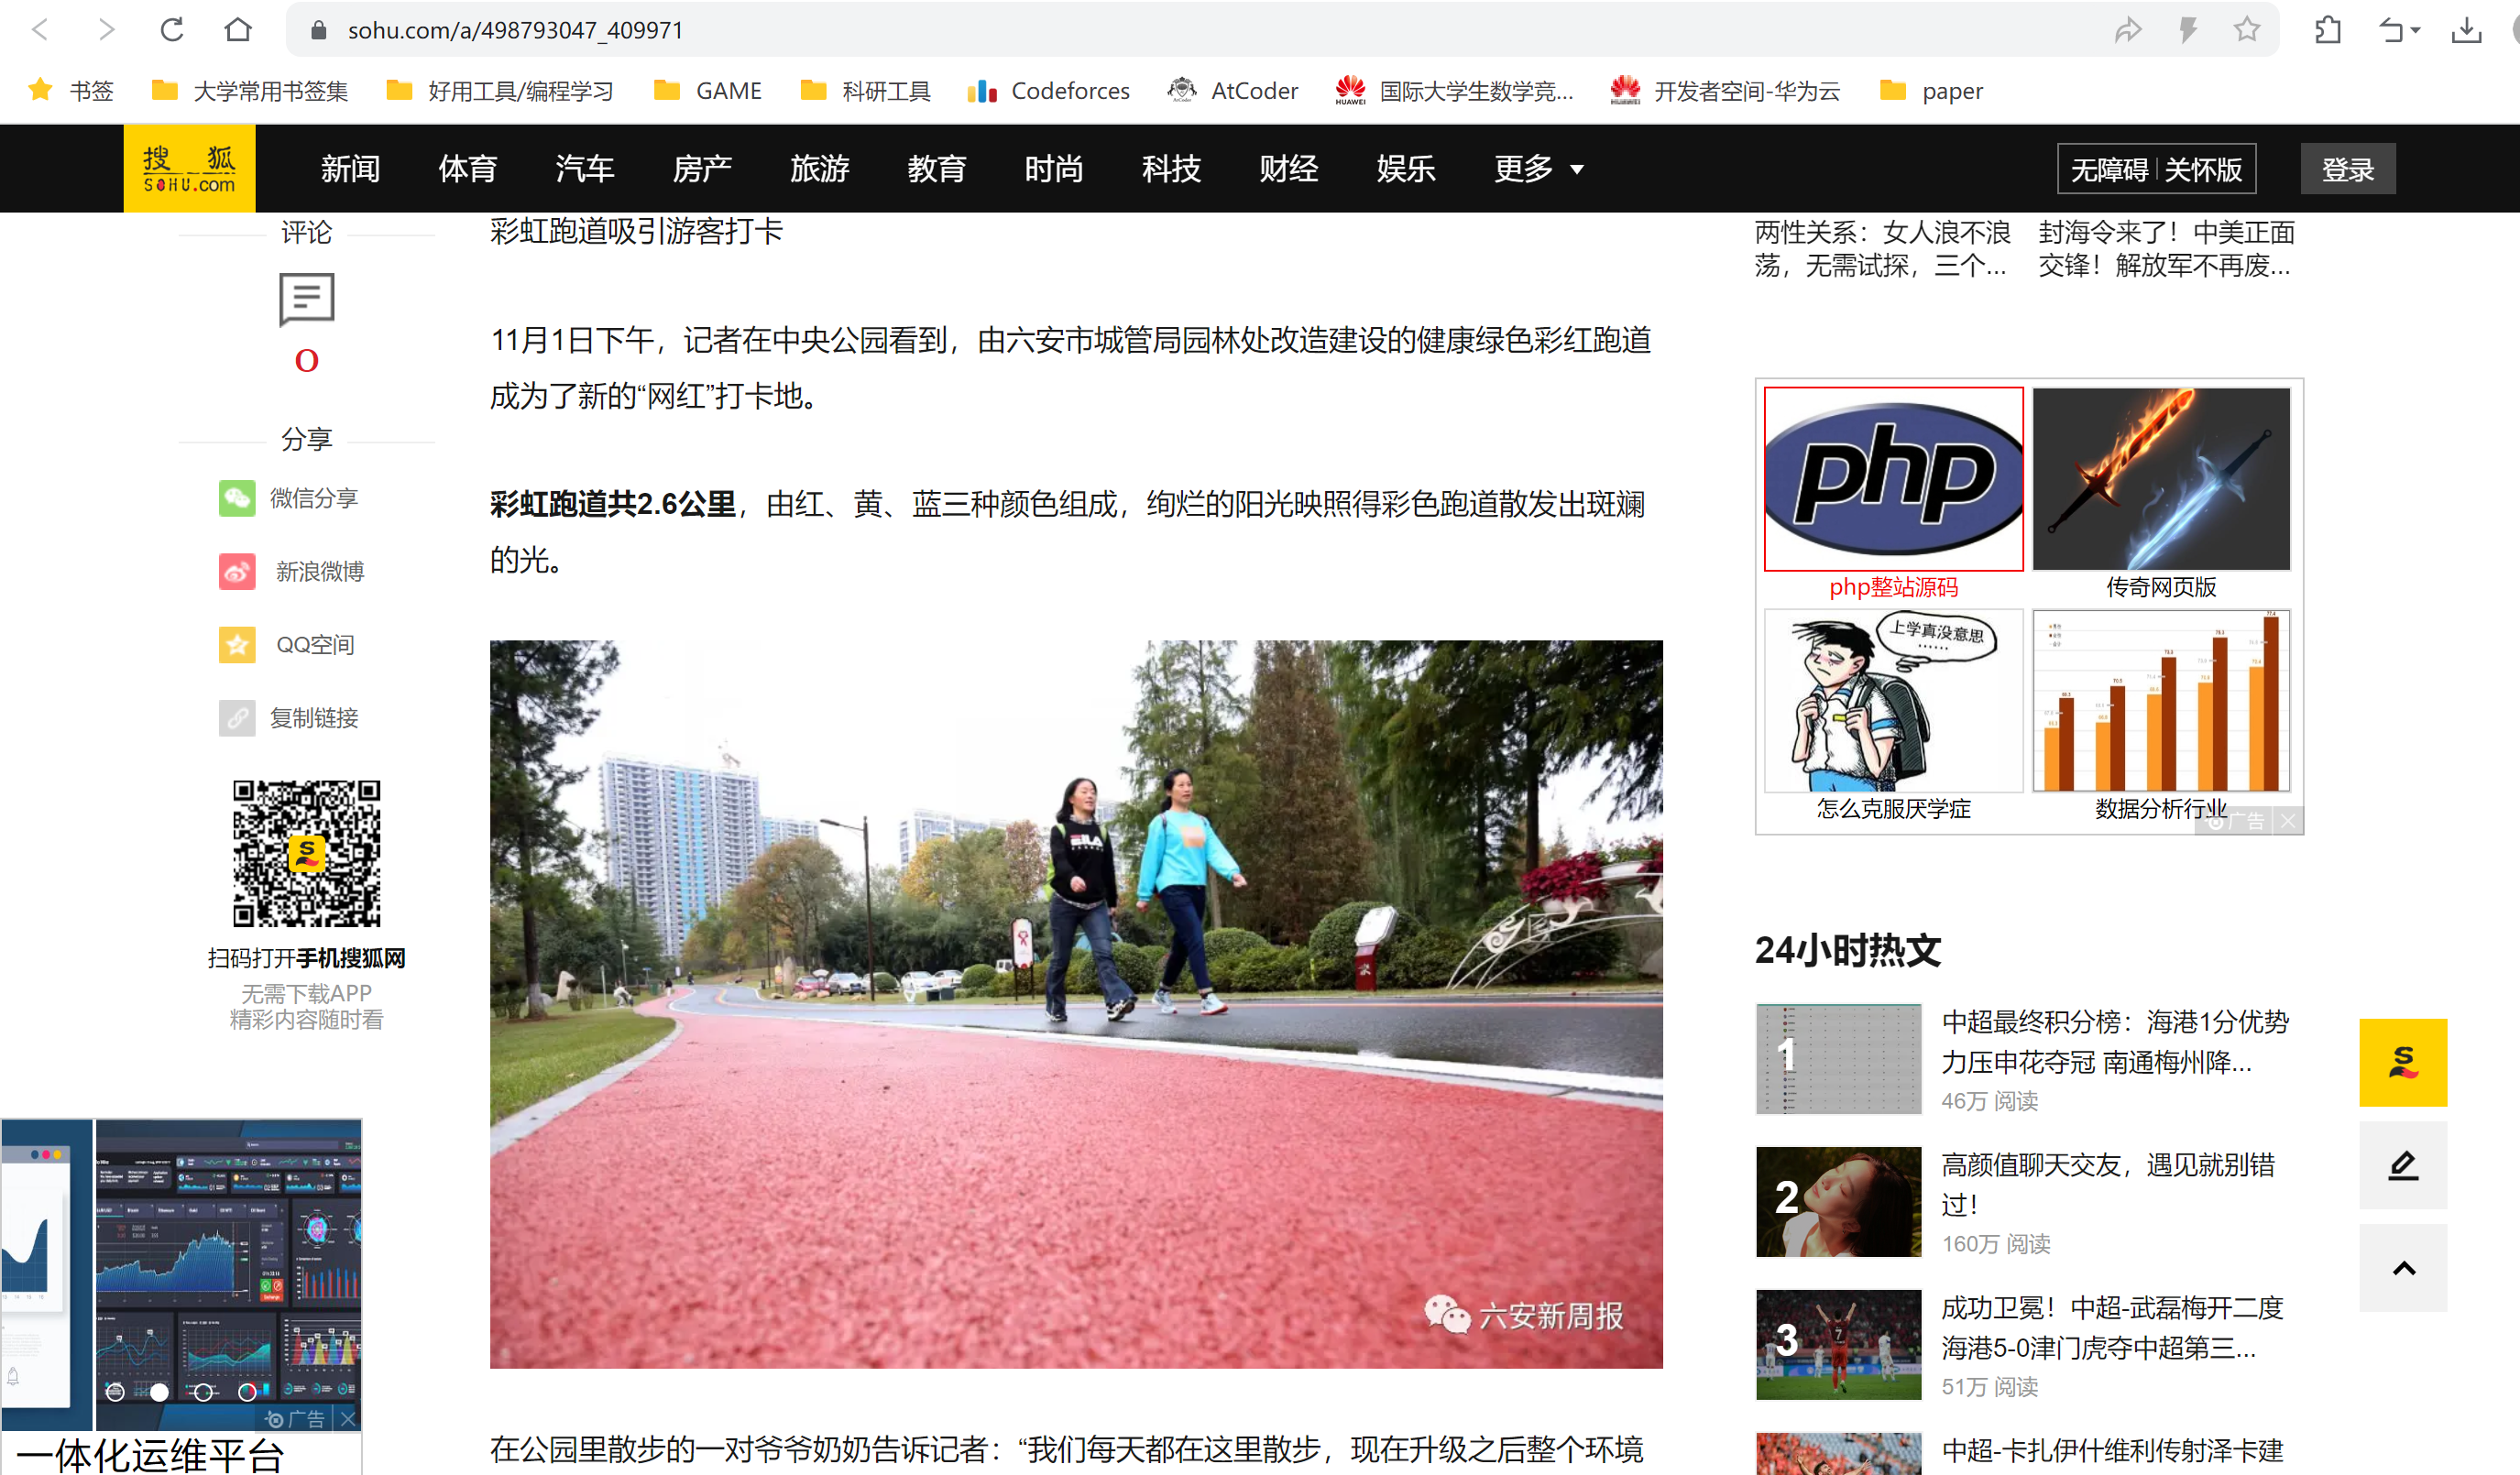 sohu.com/a/498793047_409971
书签
大学常用书签集
好用工具/编程学习
GAME
科研工具
Codeforces
AtCoder
HUAWEI
国际大学生数学竞...
HUAWEI
开发者空间-华为云
paper
搜狐
SOHU.com
新闻
体育
汽车
房产
旅游
教育
时尚
科技
财经
娱乐
更多
无障碍
关怀版
登录
评论
0
分享
微信分享
新浪微博
QQ空间
复制链接
扫码打开手机搜狐网
无需下载APP
精彩内容随时看
广告
一体化运维平台
彩虹跑道吸引游客打卡
11月1日下午，记者在中央公园看到，由六安市城管局园林处改造建设的健康绿色彩红跑道
成为了新的“网红”打卡地。
彩虹跑道共2.6公里，由红、黄、蓝三种颜色组成，绚烂的阳光映照得彩色跑道散发出斑斓
的光。
六安新周报
在公园里散步的一对爷爷奶奶告诉记者：“我们每天都在这里散步，现在升级之后整个环境
两性关系：女人浪不浪
荡，无需试探，三个...
封海令来了！中美正面
交锋！解放军不再废...
php
php整站源码
传奇网页版
上学真没意思
......
怎么克服厌学症
数据分析行业
广告
24小时热文
1
中超最终积分榜：海港1分优势
力压申花夺冠 南通梅州降...
46万 阅读
2
高颜值聊天交友，遇见就别错
过！
160万 阅读
3
成功卫冕！中超-武磊梅开二度
海港5-0津门虎夺中超第三...
51万 阅读
中超-卡扎伊什维利传射泽卡建